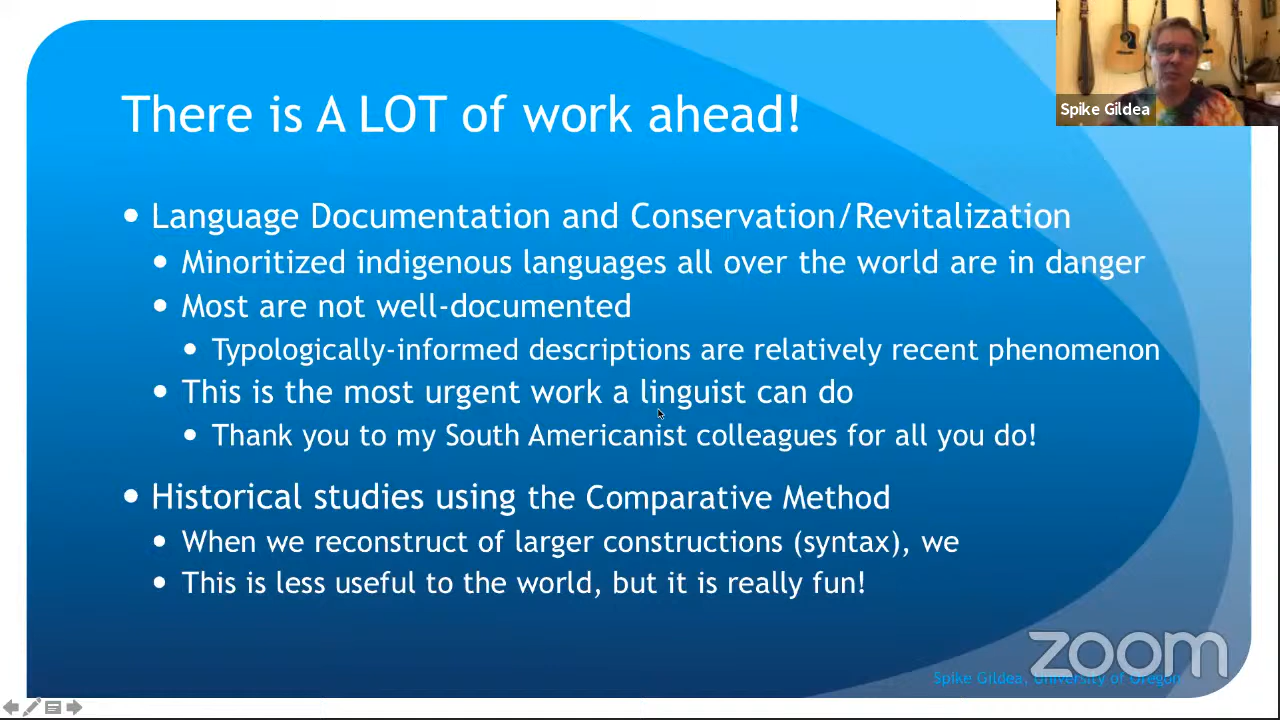 Spike Gildea
There is A LOT of work ahead!
• Language Documentation and Conservation/Revitalization
• Minoritized indigenous languages all over the world are in danger
• Most are not well-documented
• Typologically-informed descriptions are relatively recent phenomenon
• This is the most urgent work a linguist can do
• Thank you to my South Americanist colleagues for all you do!
• Historical studies using the Comparative Method
• When we reconstruct of larger constructions (syntax), we
• This is less useful to the world, but it is really fun!
zoom
Spike Gildea, University of Oregon